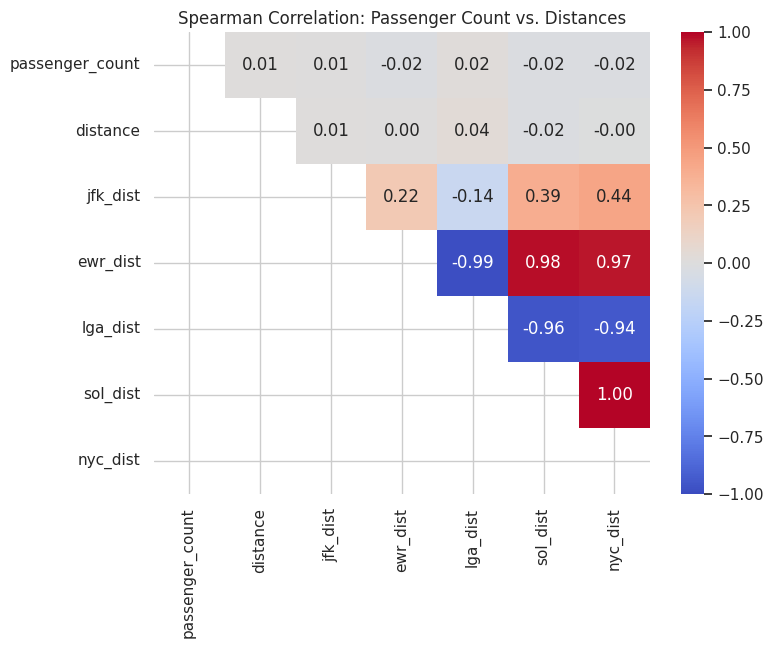 Spearman Correlation: Passenger Count vs. Distances
passenger_count 0.01 0.01 -0.02 0.02 -0.02 -0.02
distance 0.01 0.00 0.04 -0.02 -0.00
jfk_dist 0.22 -0.14 0.39 0.44
ewr_dist -0.99 0.98 0.97
lga_dist -0.96 -0.94
sol_dist 1.00
nyc_dist
passenger_count
distance
jfk_dist
ewr_dist
lga_dist
sol_dist
nyc_dist
1.00
0.75
0.50
0.25
0.00
−0.25
−0.50
−0.75
−1.00